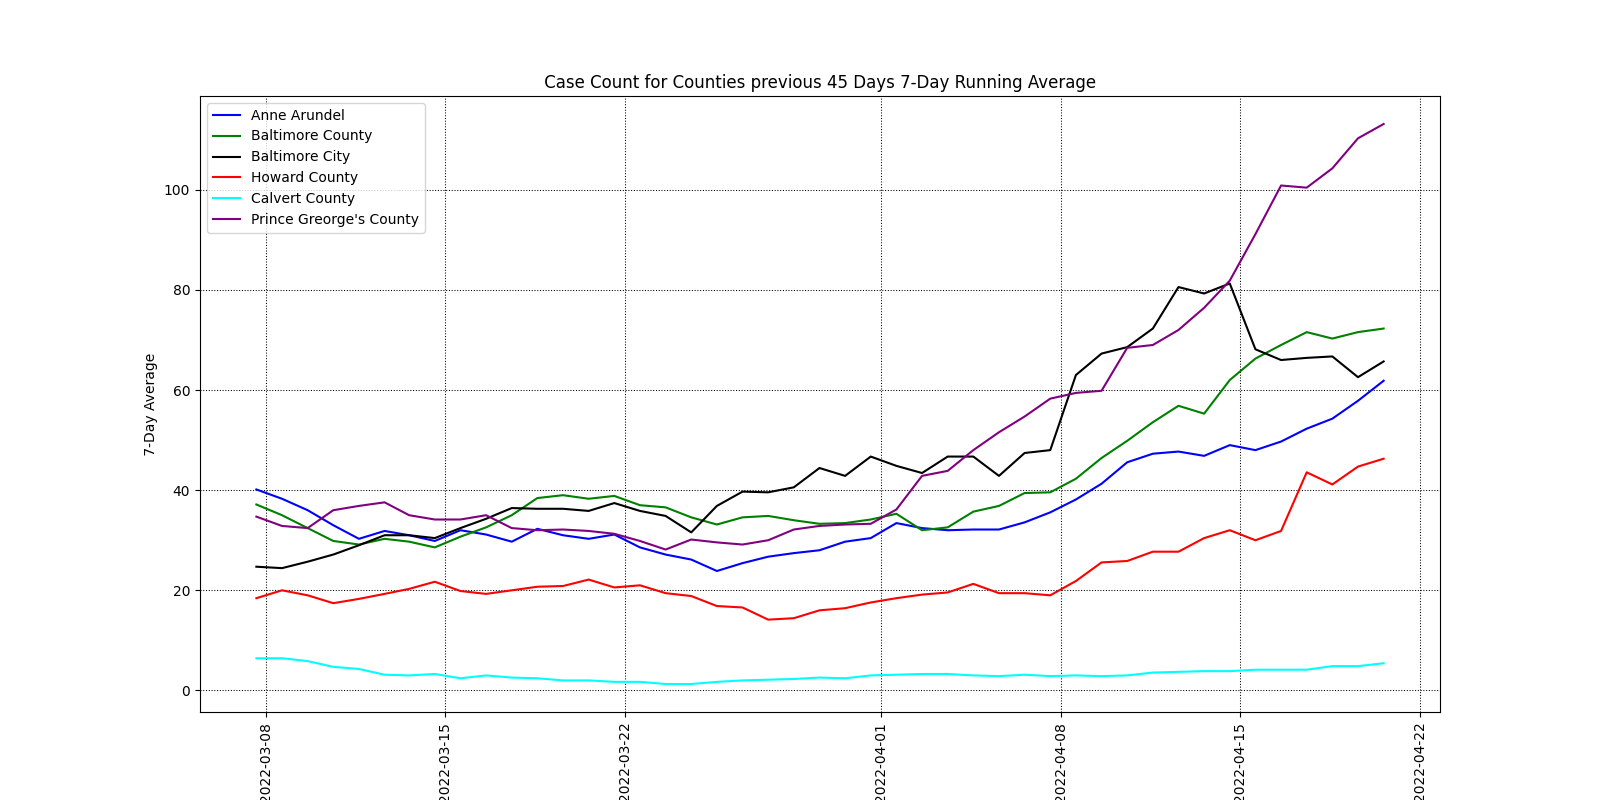 Case Count for Counties previous 45 Days 7-Day Running Average
Anne Arundel
Baltimore County
Baltimore City
Howard County
Calvert County
Prince Greorge's County
7-Day Average
100
80
60
40
20
0
2022-03-08
2022-03-15
2022-03-22
2022-04-01
2022-04-08
2022-04-15
2022-04-22